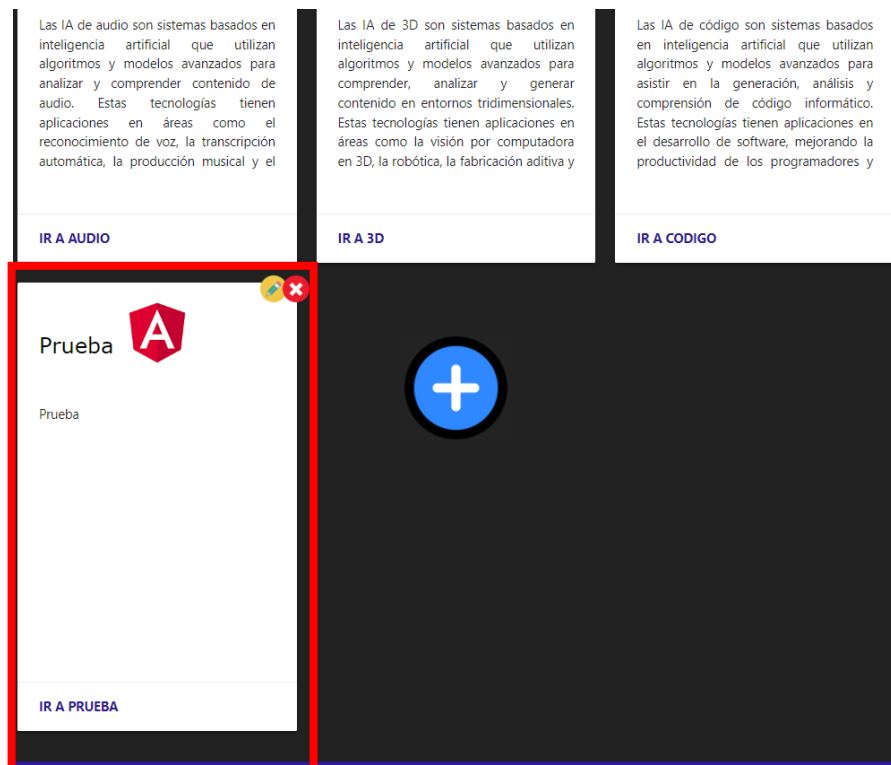 Las IA de audio son sistemas basados en
inteligencia artificial que utilizan
algoritmos y modelos avanzados para
analizar y comprender contenido de
audio. Estas tecnologías tienen
aplicaciones en áreas como el
reconocimiento de voz, la transcripción
automática, la producción musical y el
IR A AUDIO
Las IA de 3D son sistemas basados en
inteligencia artificial que utilizan
algoritmos y modelos avanzados para
comprender, analizar y generar
contenido en entornos tridimensionales.
Estas tecnologías tienen aplicaciones en
áreas como la visión por computadora
en 3D, la robótica, la fabricación aditiva y
IR A 3D
Las IA de código son sistemas basados
en inteligencia artificial que utilizan
algoritmos y modelos avanzados para
asistir en la generación, análisis y
comprensión de código informático.
Estas tecnologías tienen aplicaciones en
el desarrollo de software, mejorando la
productividad de los programadores y
IR A CODIGO
Prueba A
Prueba
IR A PRUEBA